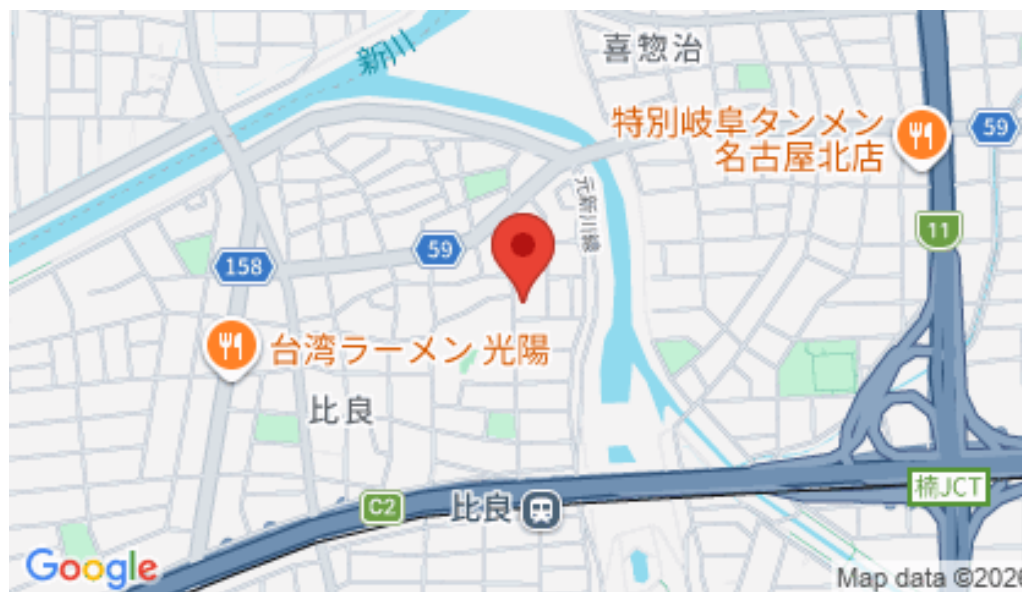 新川
喜惣治
特別岐阜タンメン
名古屋北店
59
元新川線
11
59
158
台湾ラーメン 光陽
比良
C2
比良
楠JCT
Google
Map data ©2026